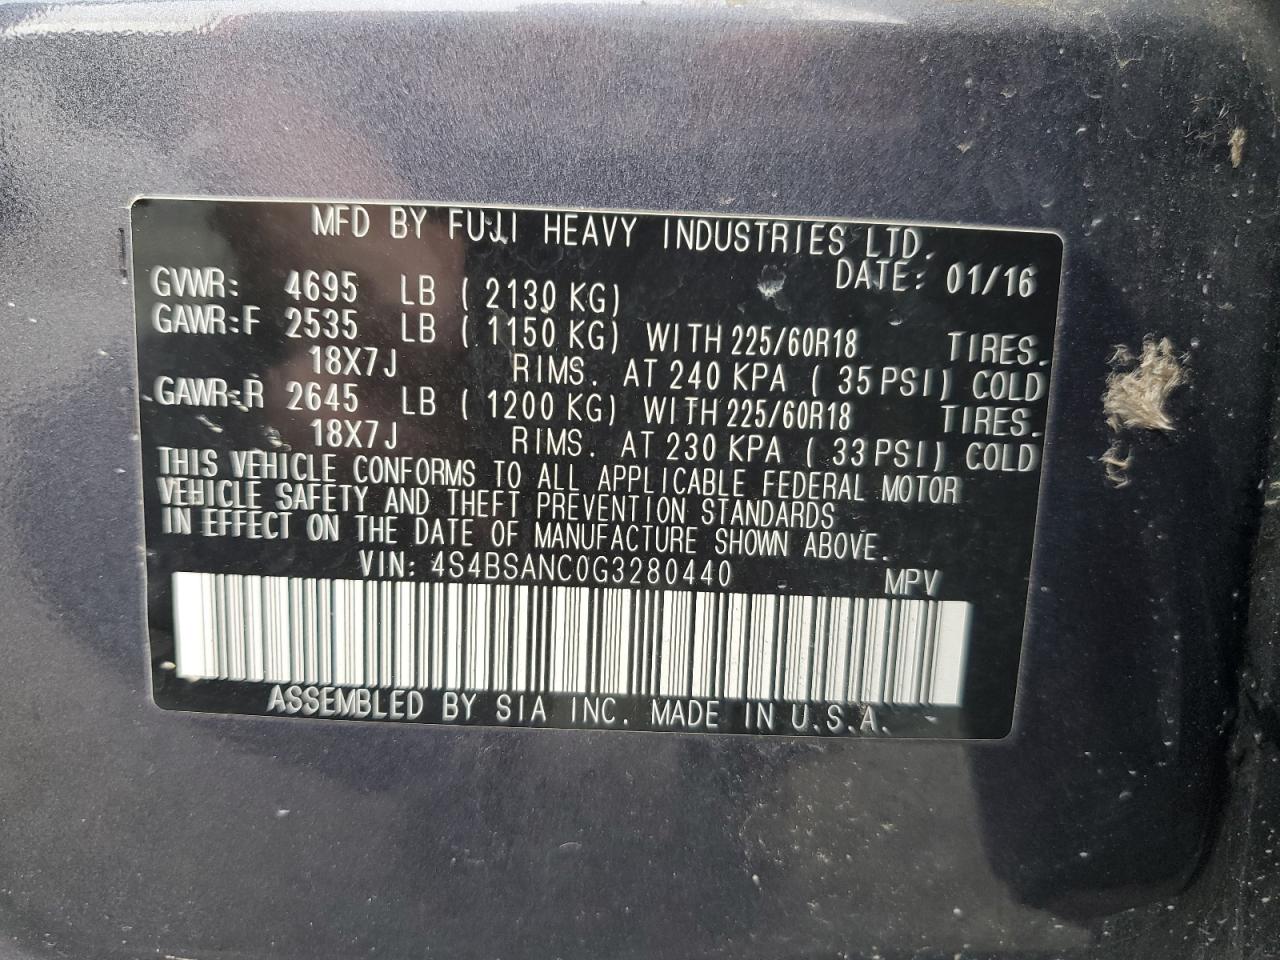 MFD BY FUJI HEAVY INDUSTRIES LTD.
DATE: 01/16
GVWR: 4695 LB ( 2130 KG)
GAWR:F 2535 LB ( 1150 KG) WITH 225/60R18 TIRES.
18X7J RIMS. AT 240 KPA ( 35 PSI) COLD
GAWR:R 2645 LB ( 1200 KG) WITH 225/60R18 TIRES.
18X7J RIMS. AT 230 KPA ( 33 PSI) COLD
THIS VEHICLE CONFORMS TO ALL APPLICABLE FEDERAL MOTOR
VEHICLE SAFETY AND THEFT PREVENTION STANDARDS
IN EFFECT ON THE DATE OF MANUFACTURE SHOWN ABOVE.
VIN: 4S4BSANC0G3280440 MPV
ASSEMBLED BY SIA INC. MADE IN U.S.A.